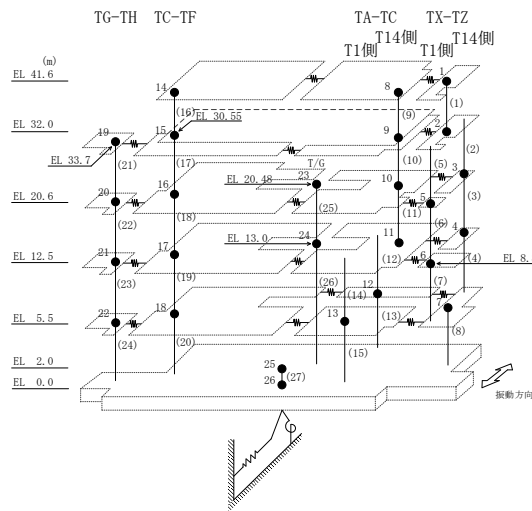 TG-TH TC-TF TA-TC TX-TZ
T1側 T14側 T1側 T14側
(m)
EL 41.6
14 8 1
(16) EL 30.55 (9) (1)
EL 32.0
19 15 9 2
EL 33.7 (21) (17) (10) (2)
T/G
EL 20.6
20 16 EL 20.48 23 10 (5) 5 3
(22) (18) (25) (11) (6) (3)
EL 12.5
21 17 EL 13.0 24 11 6 4
(23) (19) (12) (4) EL 8.
EL 5.5
22 18 (26) (14) 12 (7) 7
(24) (20) 13 (15) (13) (8)
EL 2.0
25
EL 0.0
26 (27)
振動方向